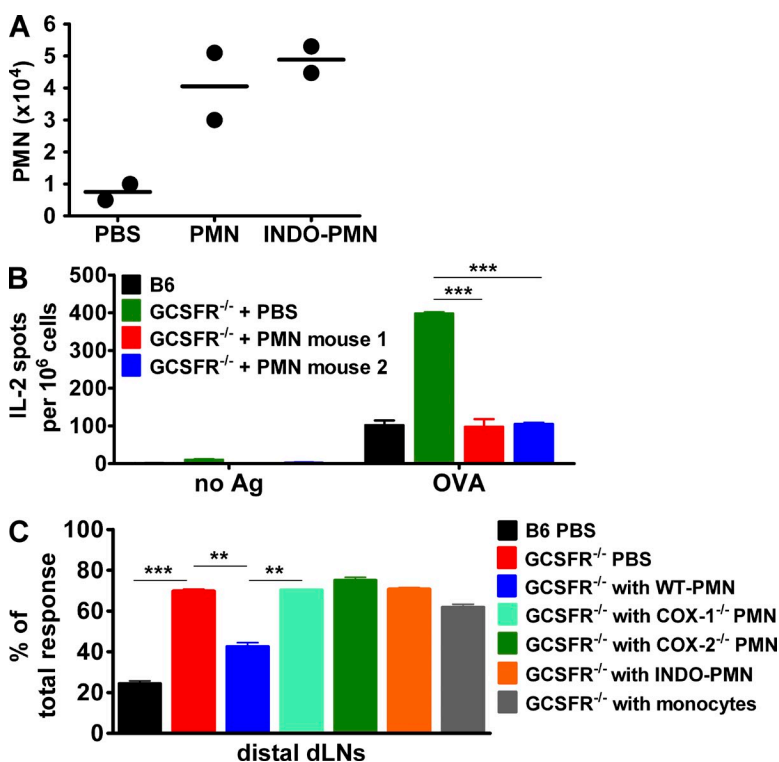 A
PMN (x10⁴)
6
5
4
3
2
1
0
PBS PMN INDO-PMN
B
IL-2 spots
per 10⁶ cells
500
400
300
200
100
0
B6
GCSFR⁻/⁻ + PBS
GCSFR⁻/⁻ + PMN mouse 1
GCSFR⁻/⁻ + PMN mouse 2
***
***
no Ag OVA
C
% of
total response
100
80
60
40
20
0
*** ** **
distal dLNs
B6 PBS
GCSFR⁻/⁻ PBS
GCSFR⁻/⁻ with WT-PMN
GCSFR⁻/⁻ with COX-1⁻/⁻ PMN
GCSFR⁻/⁻ with COX-2⁻/⁻ PMN
GCSFR⁻/⁻ with INDO-PMN
GCSFR⁻/⁻ with monocytes